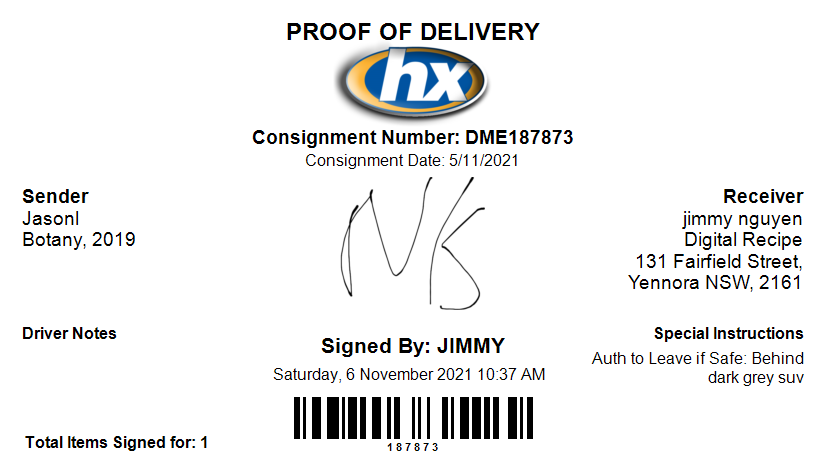 PROOF OF DELIVERY
hx
Consignment Number: DME187873
Consignment Date: 5/11/2021
Sender
Jasonl
Botany, 2019
Receiver
jimmy nguyen
Digital Recipe
131 Fairfield Street,
Yennora NSW, 2161
Driver Notes
Signed By: JIMMY
Saturday, 6 November 2021 10:37 AM
Special Instructions
Auth to Leave if Safe: Behind
dark grey suv
187873
Total Items Signed for: 1